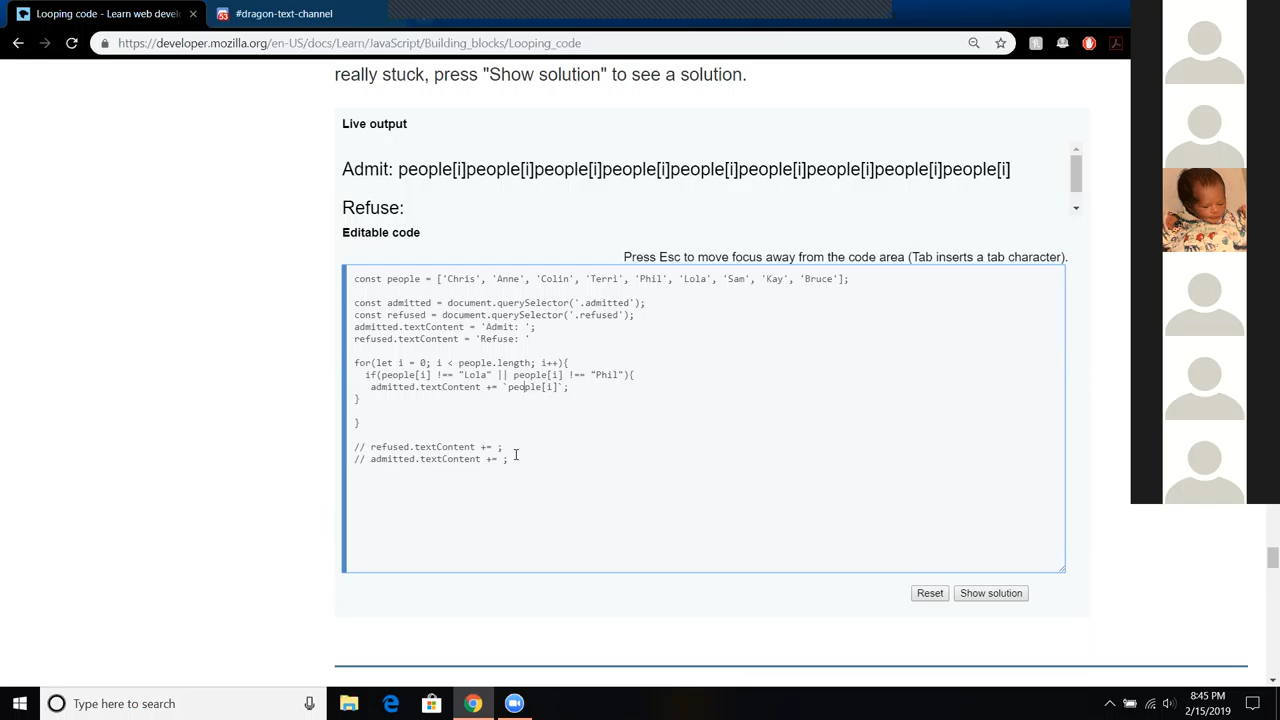 Looping code - Learn web devel
#dragon-text-channel
https://developer.mozilla.org/en-US/docs/Learn/JavaScript/Building_blocks/Looping_code
really stuck, press "Show solution" to see a solution.
Live output
Admit: people[i]people[i]people[i]people[i]people[i]people[i]people[i]people[i]people[i]
Refuse:
Editable code
Press Esc to move focus away from the code area (Tab inserts a tab character).
const people = ['Chris', 'Anne', 'Colin', 'Terri', 'Phil', 'Lola', 'Sam', 'Kay', 'Bruce'];
const admitted = document.querySelector('.admitted');
const refused = document.querySelector('.refused');
admitted.textContent = 'Admit: ';
refused.textContent = 'Refuse: '
for(let i = 0; i < people.length; i++){
if(people[i] !== "Lola" || people[i] !== "Phil"){
admitted.textContent += `people[i]`;
}
}
// refused.textContent += ;
// admitted.textContent += ;
Reset
Show solution
Type here to search
8:45 PM
2/15/2019